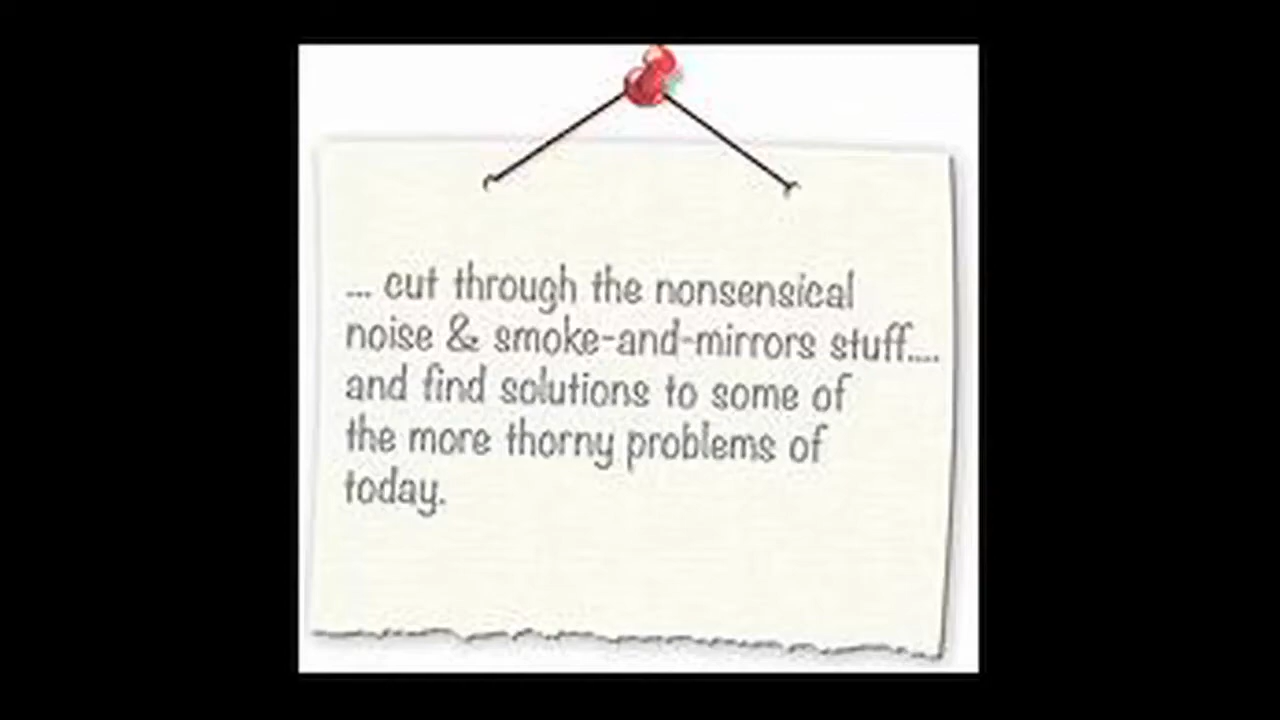 ... cut through the nonsensical
noise & smoke-and-mirrors stuff....
and find solutions to some of
the more thorny problems of
today.